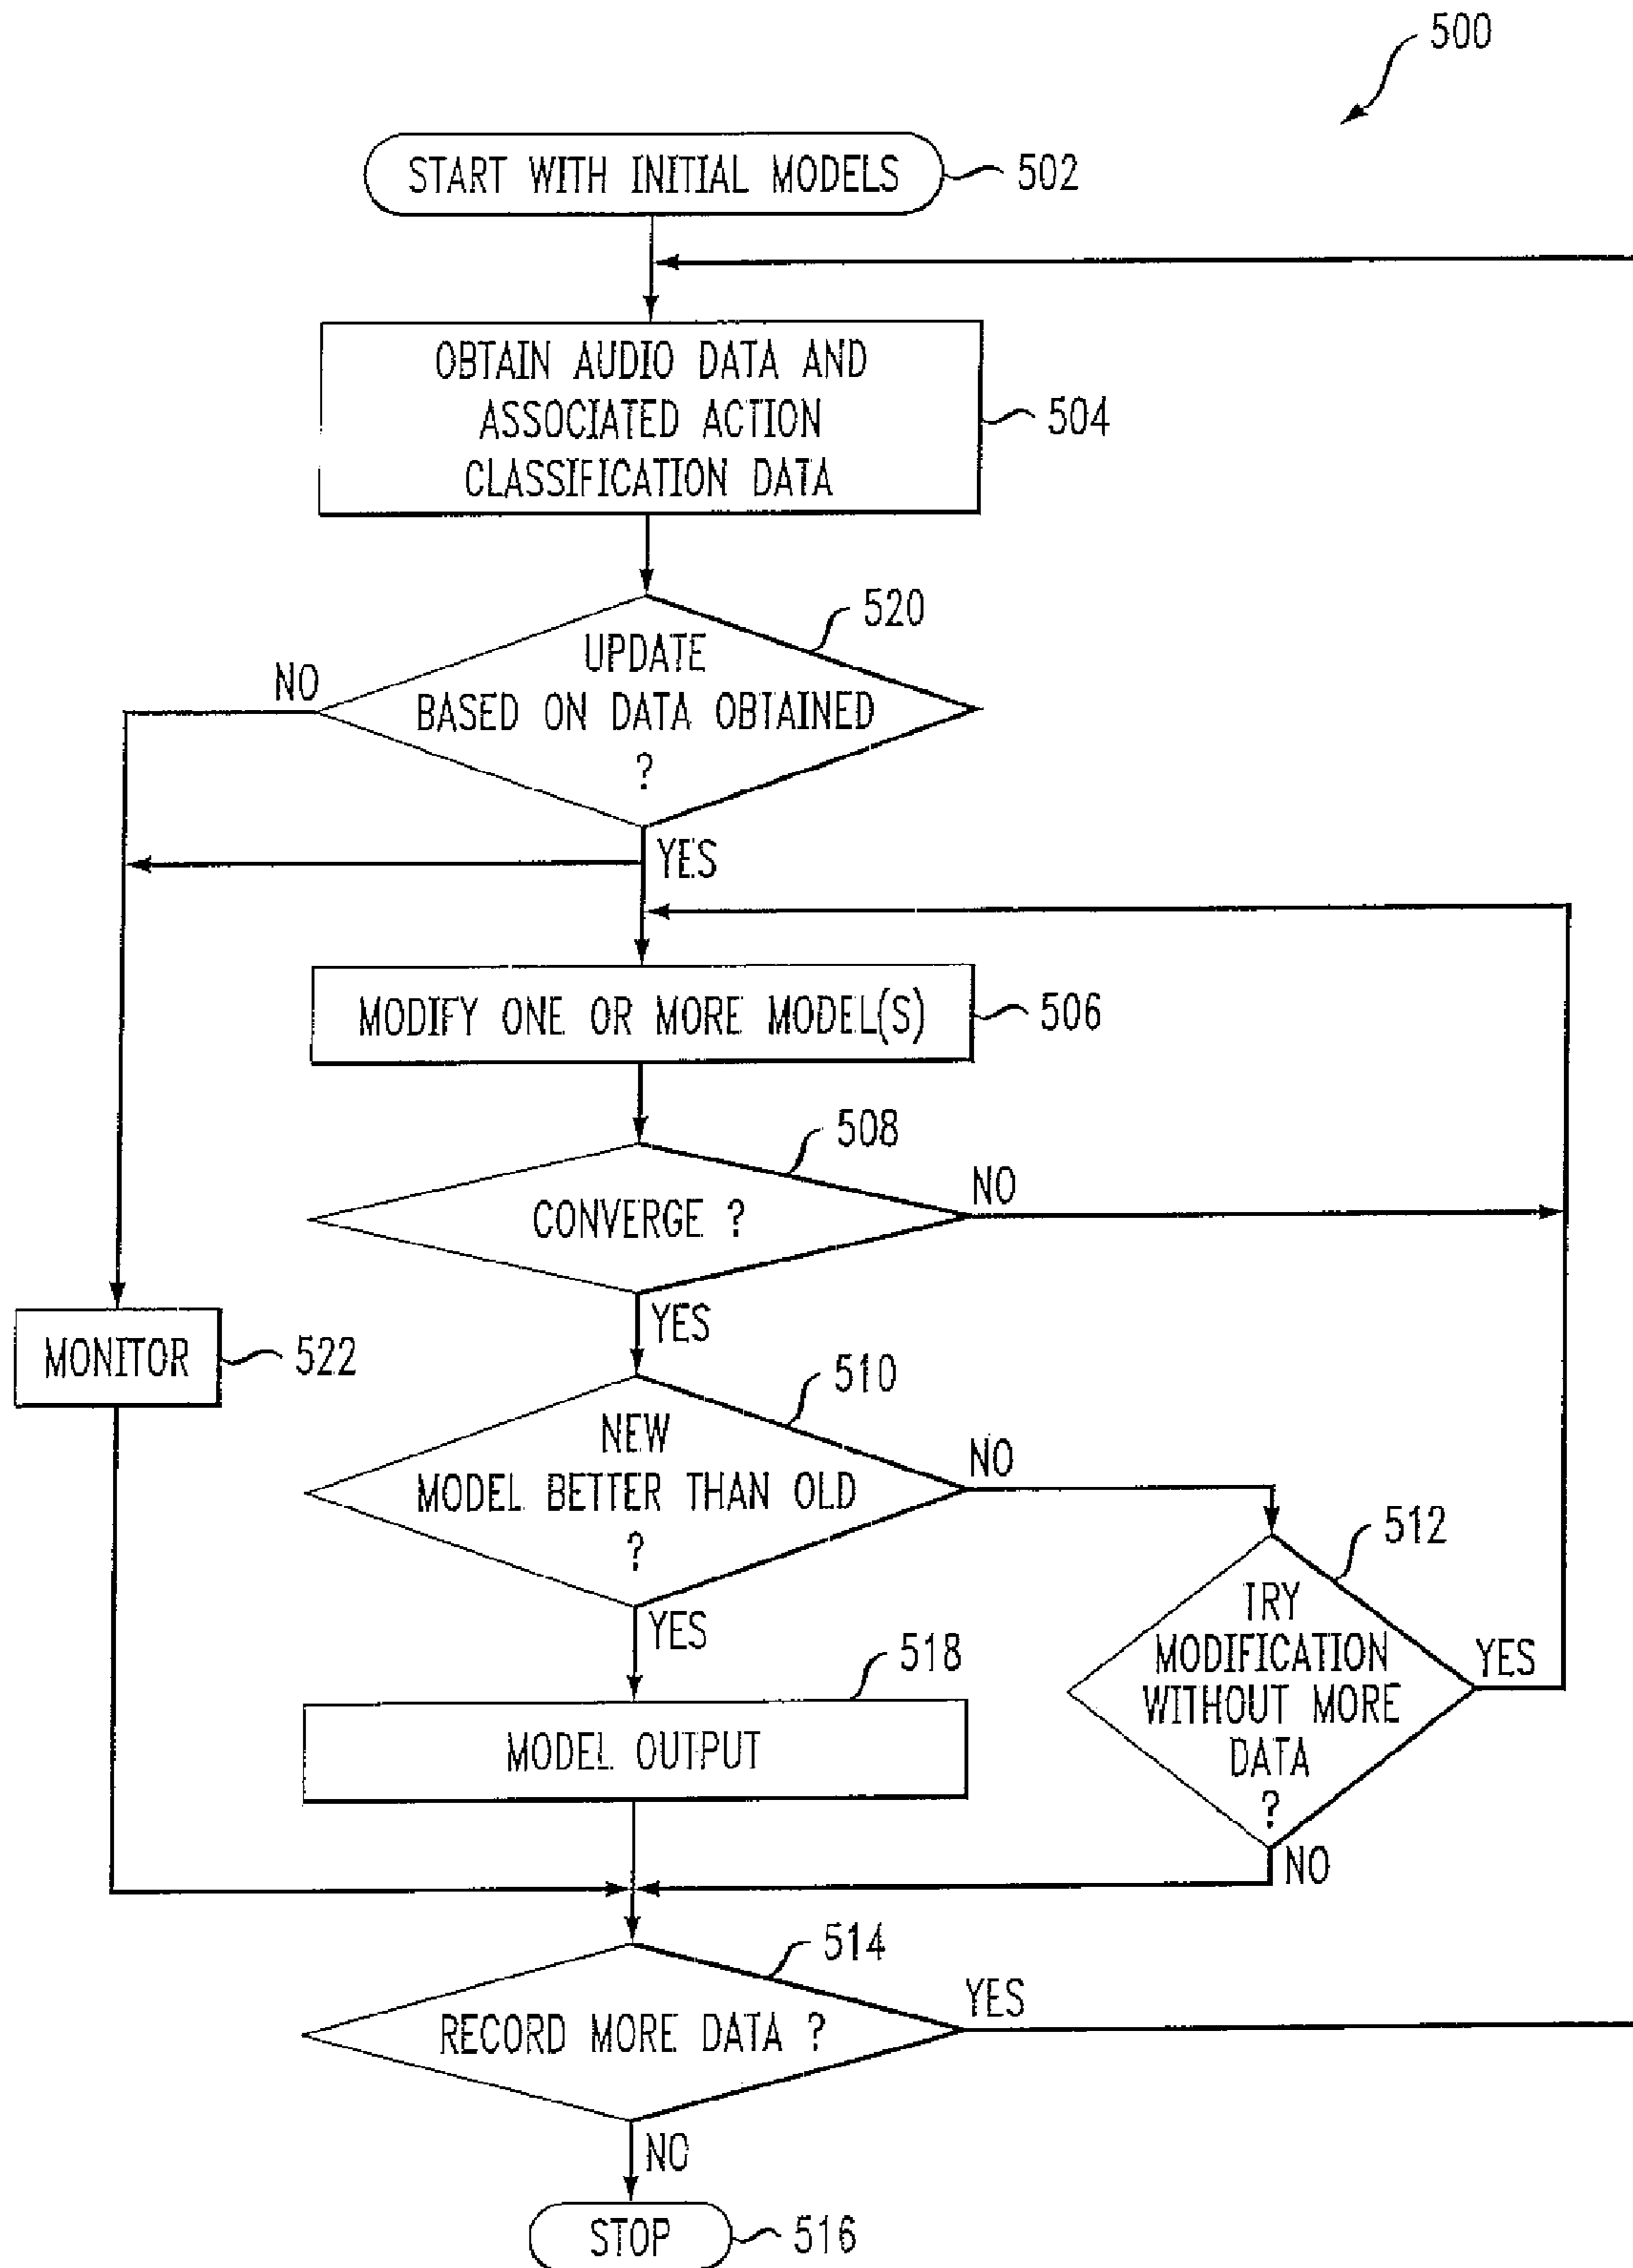 500
START WITH INITIAL MODELS
502
OBTAIN AUDIO DATA AND
ASSOCIATED ACTION
CLASSIFICATION DATA
504
520
UPDATE
BASED ON DATA OBTAINED
?
NO
YES
MODIFY ONE OR MORE MODEL(S)
506
508
CONVERGE ?
NO
YES
MONITOR
522
510
NEW
MODEL BETTER THAN OLD
?
NO
YES
512
TRY
MODIFICATION
WITHOUT MORE
DATA
?
YES
NO
518
MODEL OUTPUT
514
RECORD MORE DATA ?
YES
NO
STOP
516